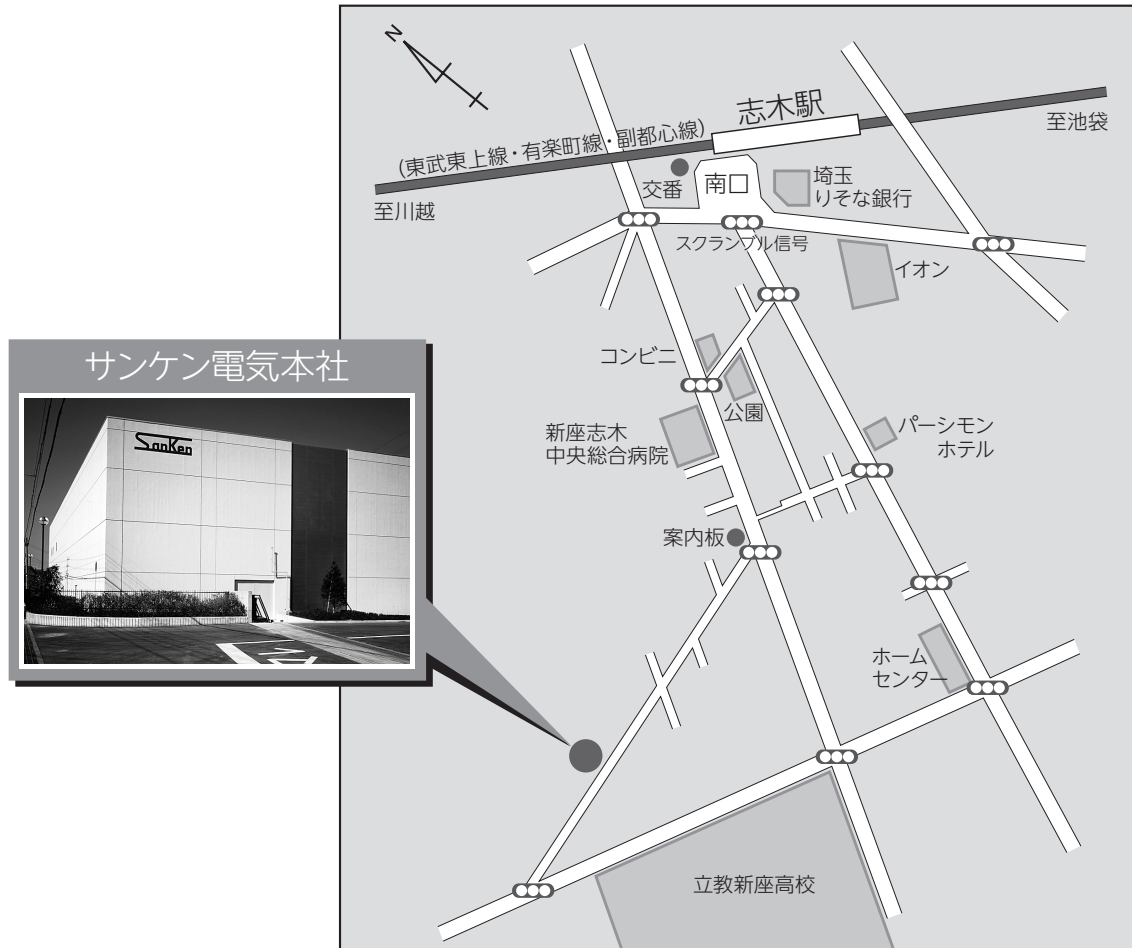 N
志木駅
至池袋
(東武東上線・有楽町線・副都心線)
至川越
交番
南口
埼玉
りそな銀行
スクランブル信号
イオン
コンビニ
公園
新座志木
中央総合病院
パーシモン
ホテル
案内板
ホーム
センター
立教新座高校
サンケン電気本社
SanKen